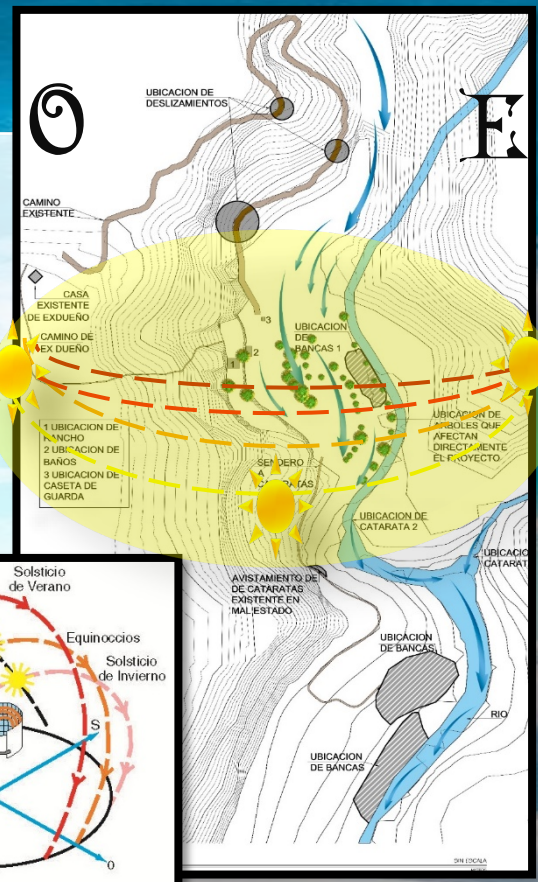 O
E
UBICACION DE
DESLIZAMIENTOS
CAMINO
EXISTENTE
CASA
EXISTENTE
DE EXDUEÑO
CAMINO DE
EX DUEÑO
3
UBICACION
DE
BANCAS 1
2
1
1 UBICACION DE
RANCHO
2 UBICACION DE
BAÑOS
3 UBICACION DE
CASETA DE
GUARDA
UBICACION DE
ARBOLES QUE
AFECTAN
DIRECTAMENTE
EL PROYECTO
SENDERO
A
CATARATAS
UBICACION DE
CATARATA 2
UBICACIO
CATARAT
AVISTAMIENTO DE
DE CATARATAS
EXISTENTE EN
MAL ESTADO
UBICACION
DE BANCAS
RIO
UBICACION
DE BANCAS
Solsticio
de Verano
Equinoccios
Solsticio
de Invierno
S
O